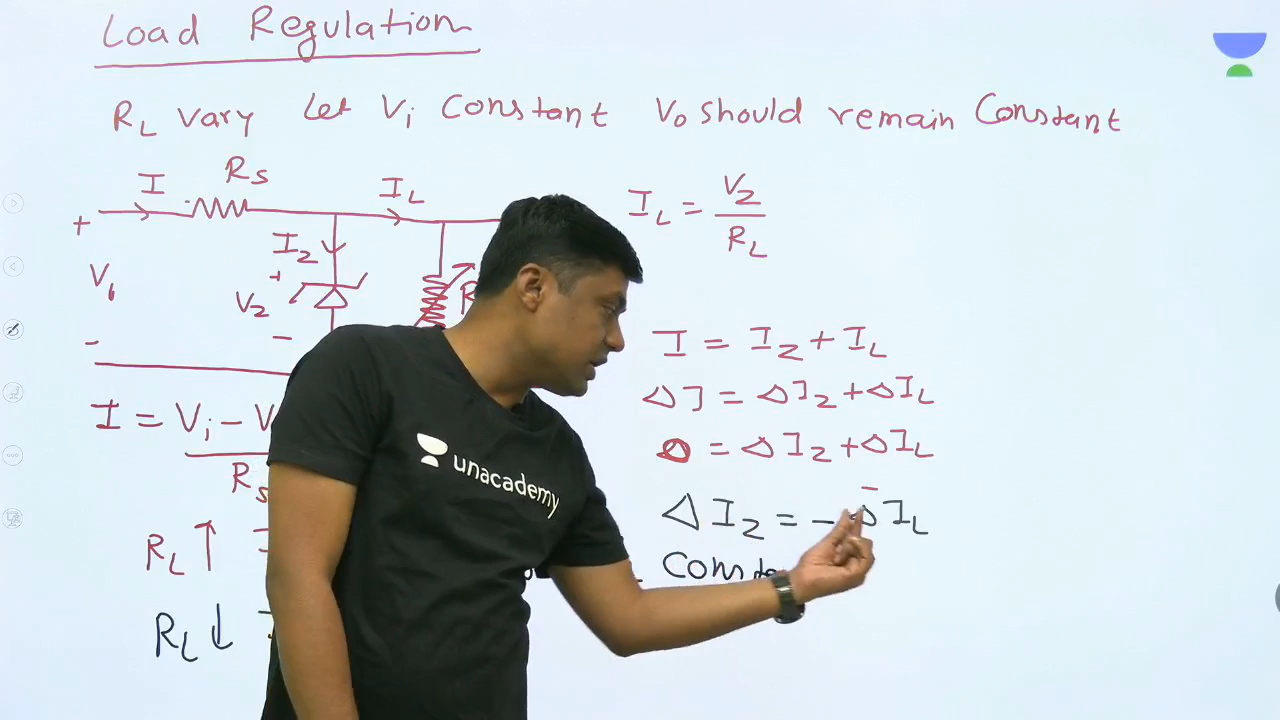 Load Regulation
RL vary Let Vi Constant Vo should remain Constant
I RS IL
IL = VZ / RL
+ Vi -
IZ
+ VZ -
R
I = IZ + IL
ΔI = ΔIZ + ΔIL
0 = ΔIZ + ΔIL
I = Vi - V
RS
ΔIZ = - ΔIL
RL ↑ I
RL ↓
unacademy